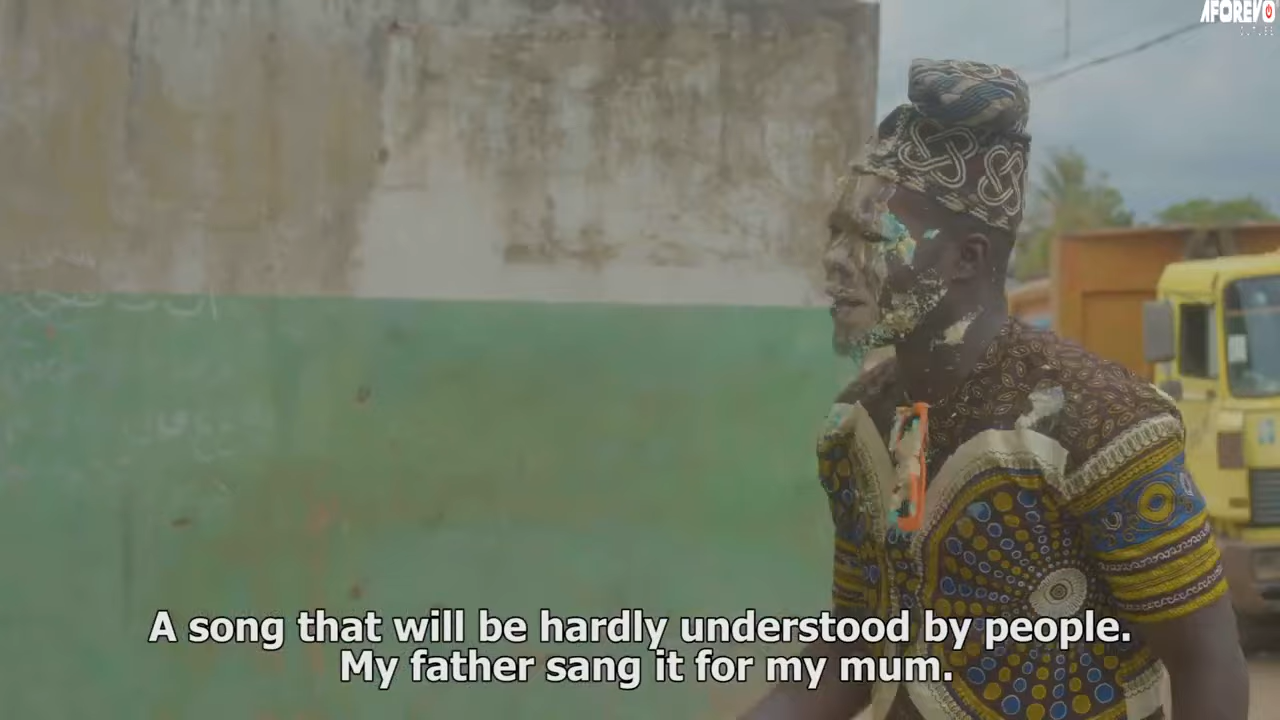 AFOREVO
A song that will be hardly understood by people.
My father sang it for my mum.